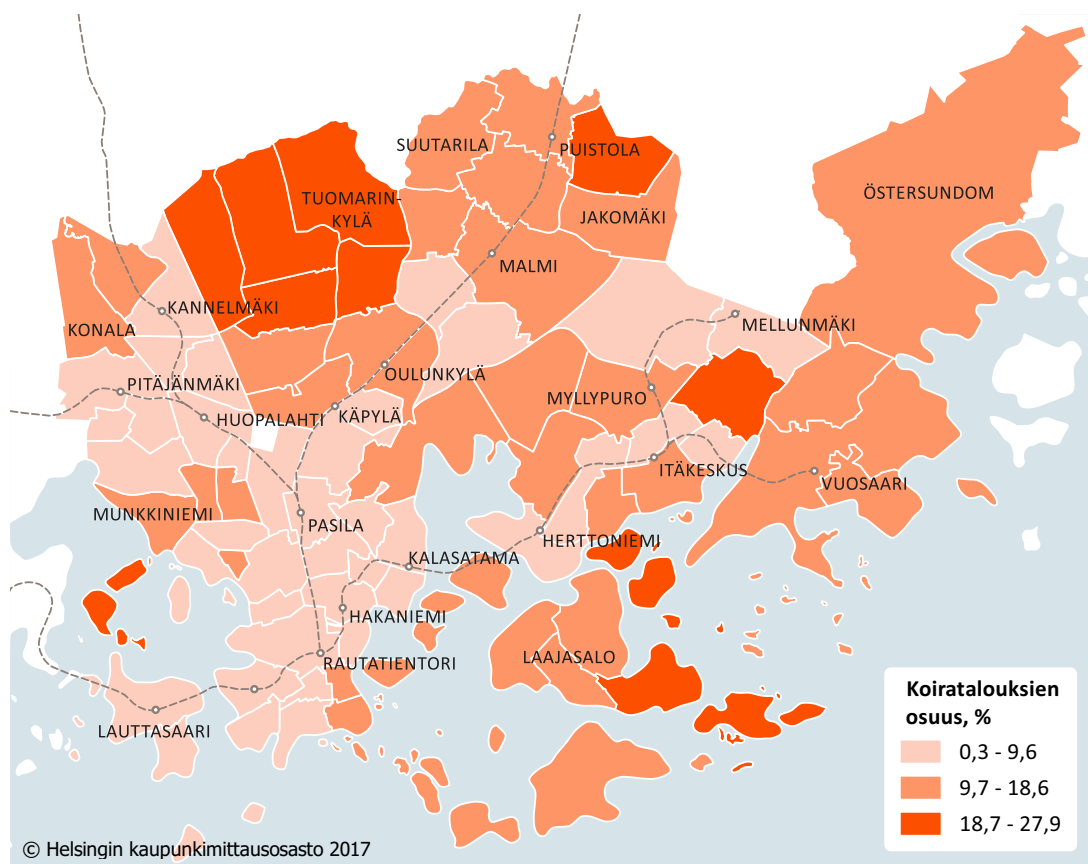 SUUTARILA
PUISTOLA
TUOMARIN-
KYLÄ
JAKOMÄKI
ÖSTERSUNDOM
MALMI
KANNELMÄKI
KONALA
MELLUNMÄKI
OULUNKYLÄ
PITÄJÄNMÄKI
MYLLYPURO
HUOPALAHTI
KÄPYLÄ
ITÄKESKUS
VUOSAARI
MUNKKINIEMI
PASILA
HERTTONIEMI
KALASATAMA
HAKANIEMI
RAUTATIENTORI
LAAJASALO
LAUTTASAARI
Koiratalouksien
osuus, %
0,3 - 9,6
9,7 - 18,6
18,7 - 27,9
© Helsingin kaupunkimittausosasto 2017